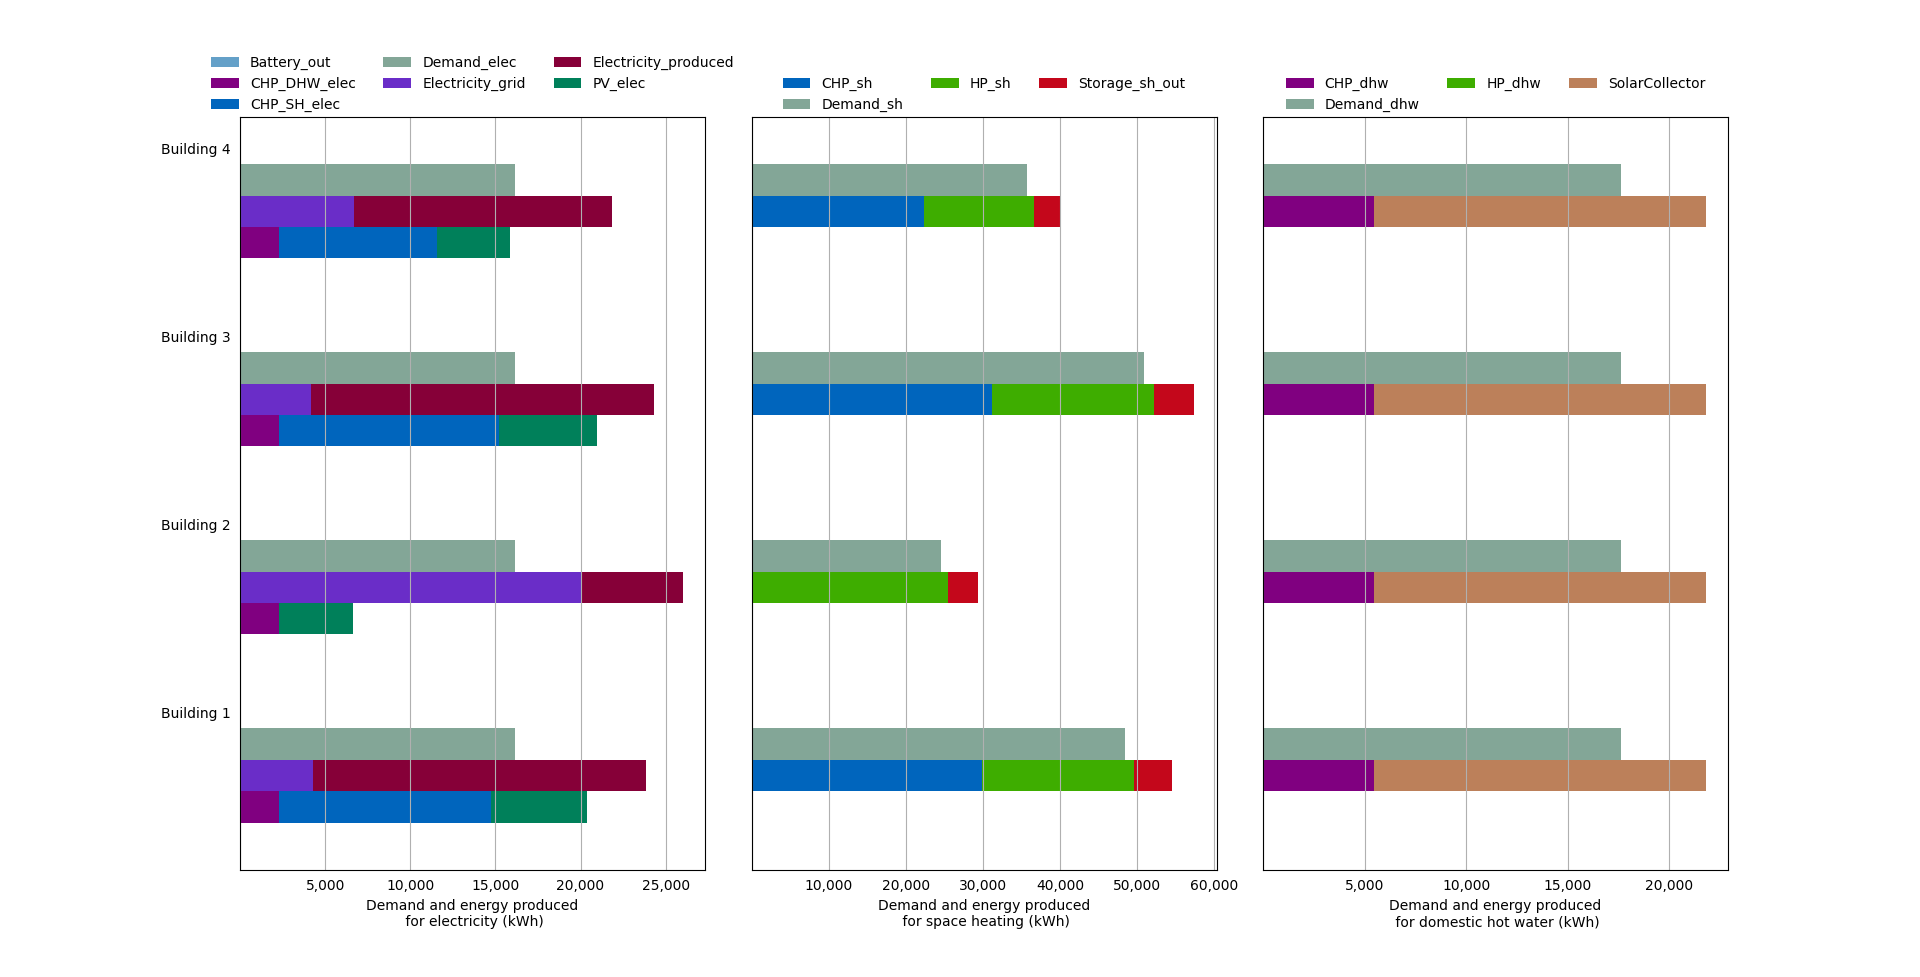 Battery_out Demand_elec Electricity_produced
CHP_DHW_elec Electricity_grid PV_elec
CHP_SH_elec
CHP_sh HP_sh Storage_sh_out
Demand_sh
CHP_dhw HP_dhw SolarCollector
Demand_dhw
Building 4
Building 3
Building 2
Building 1
5,000 10,000 15,000 20,000 25,000
Demand and energy produced
for electricity (kWh)
10,000 20,000 30,000 40,000 50,000 60,000
Demand and energy produced
for space heating (kWh)
5,000 10,000 15,000 20,000
Demand and energy produced
for domestic hot water (kWh)